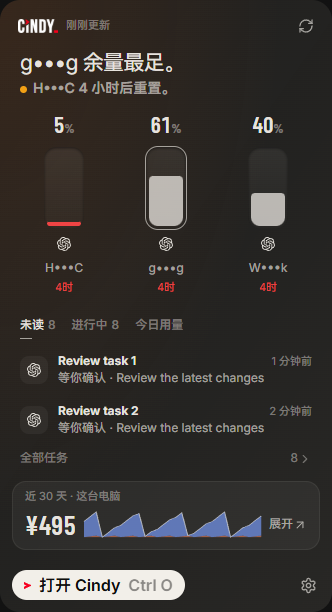 CiNDY. 刚刚更新
g•••g 余量最足。
H•••C 4 小时后重置。
5% 61% 40%
H•••C g•••g W•••k
4时 4时 4时
未读 8 进行中 8 今日用量
Review task 1 1 分钟前
等你确认 · Review the latest changes
Review task 2 2 分钟前
等你确认 · Review the latest changes
全部任务 8
近 30 天 · 这台电脑
¥495 展开
打开 Cindy Ctrl O